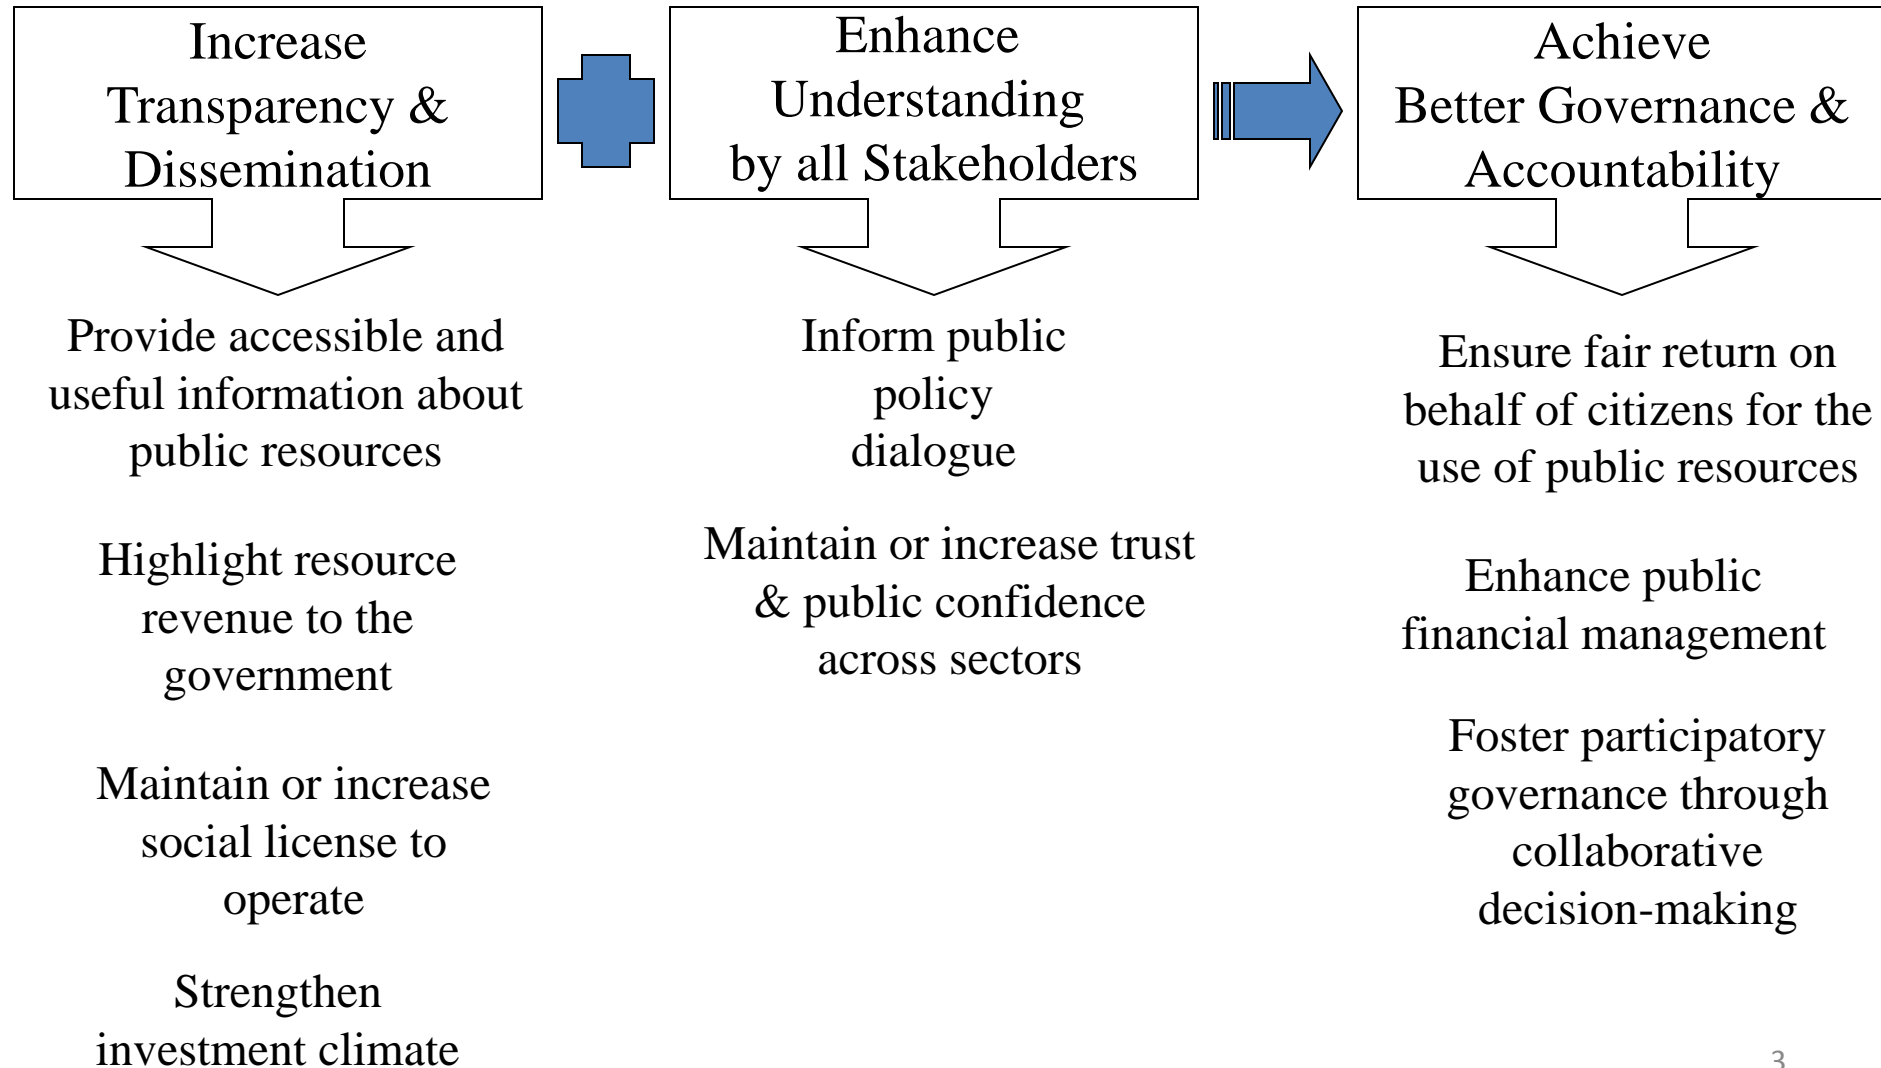 Increase
Transparency &
Dissemination
Enhance
Understanding
by all Stakeholders
Achieve
Better Governance &
Accountability
Provide accessible and
useful information about
public resources
Highlight resource
revenue to the
government
Maintain or increase
social license to
operate
Strengthen
investment climate
Inform public
policy
dialogue
Maintain or increase trust
& public confidence
across sectors
Ensure fair return on
behalf of citizens for the
use of public resources
Enhance public
financial management
Foster participatory
governance through
collaborative
decision-making
3